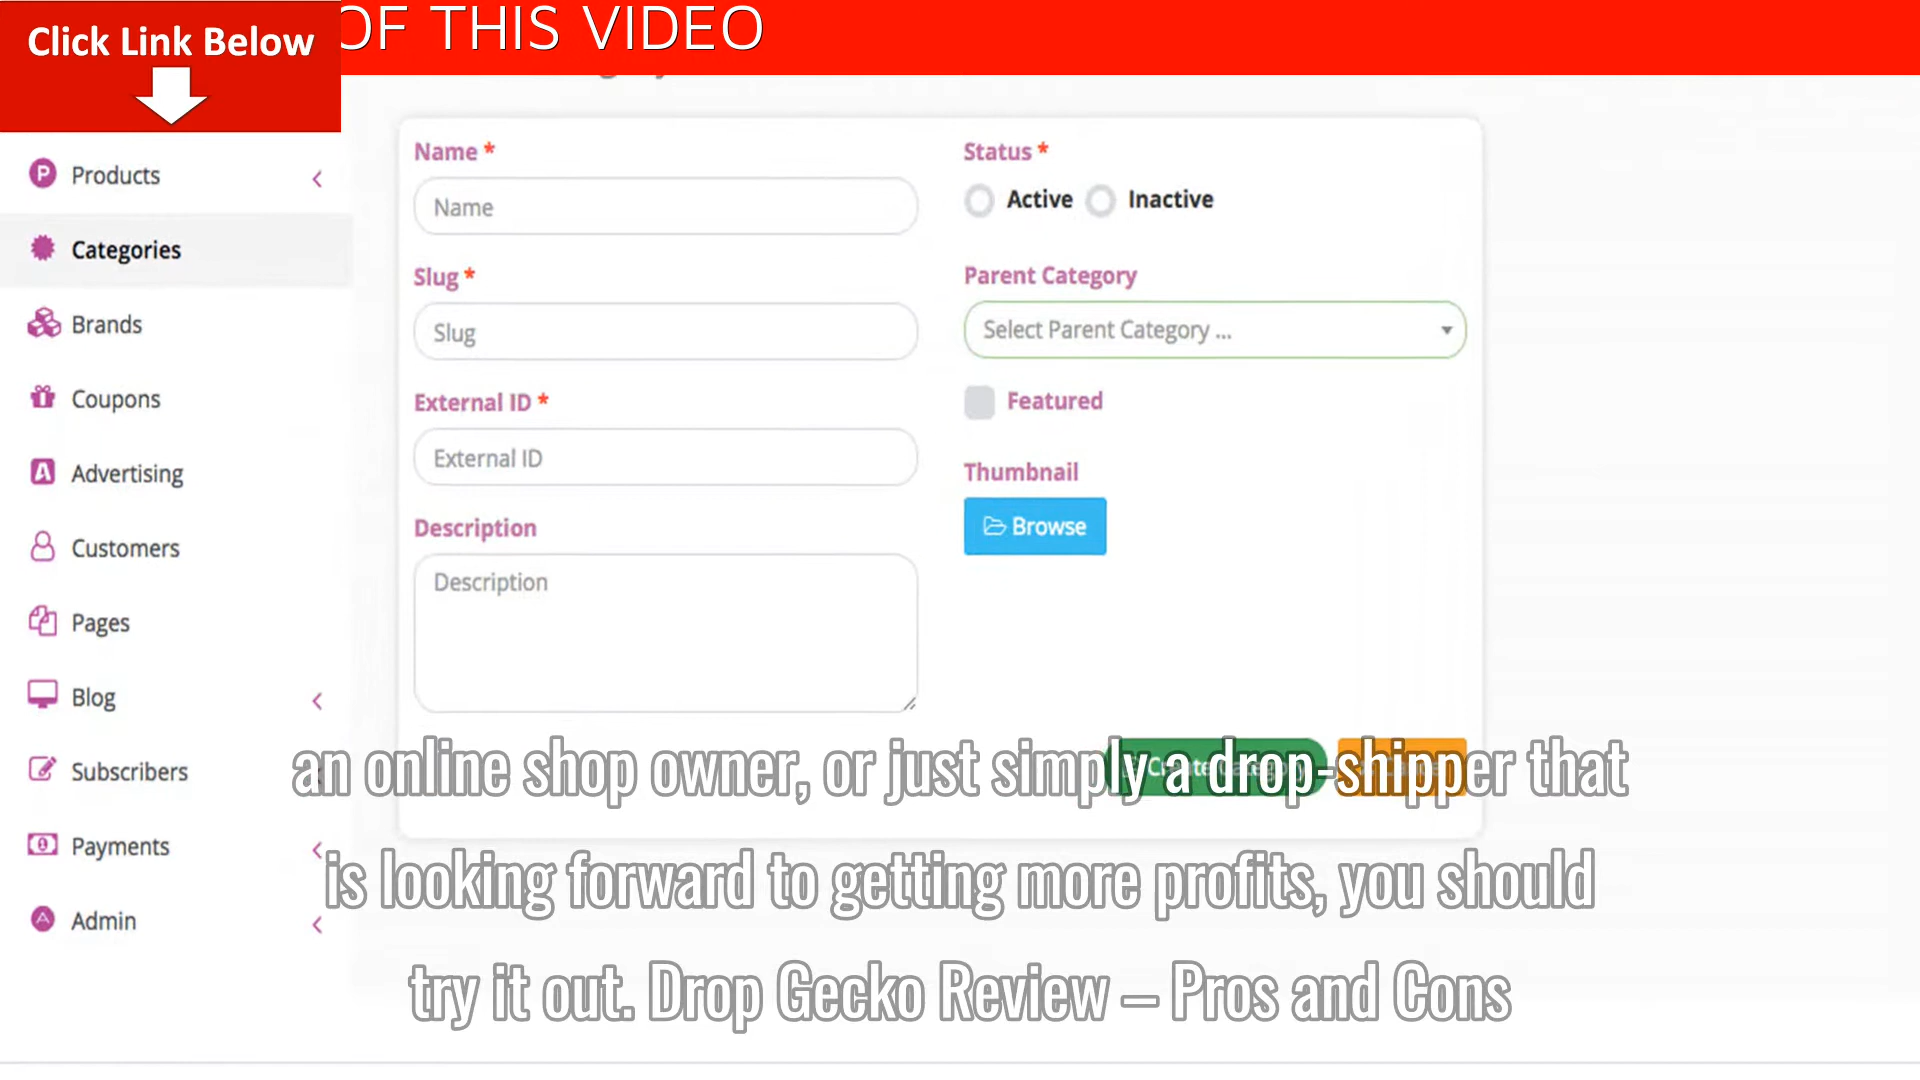 OF THIS VIDEO
Click Link Below
Products
Categories
Brands
Coupons
Advertising
Customers
Pages
Blog
Subscribers
Payments
Admin
Name *
Name
Slug *
Slug
External ID *
External ID
Description
Description
Status *
Active Inactive
Parent Category
Select Parent Category ...
Featured
Thumbnail
Browse
an online shop owner, or just simply a drop-shipper that
is looking forward to getting more profits, you should
try it out. Drop Gecko Review – Pros and Cons